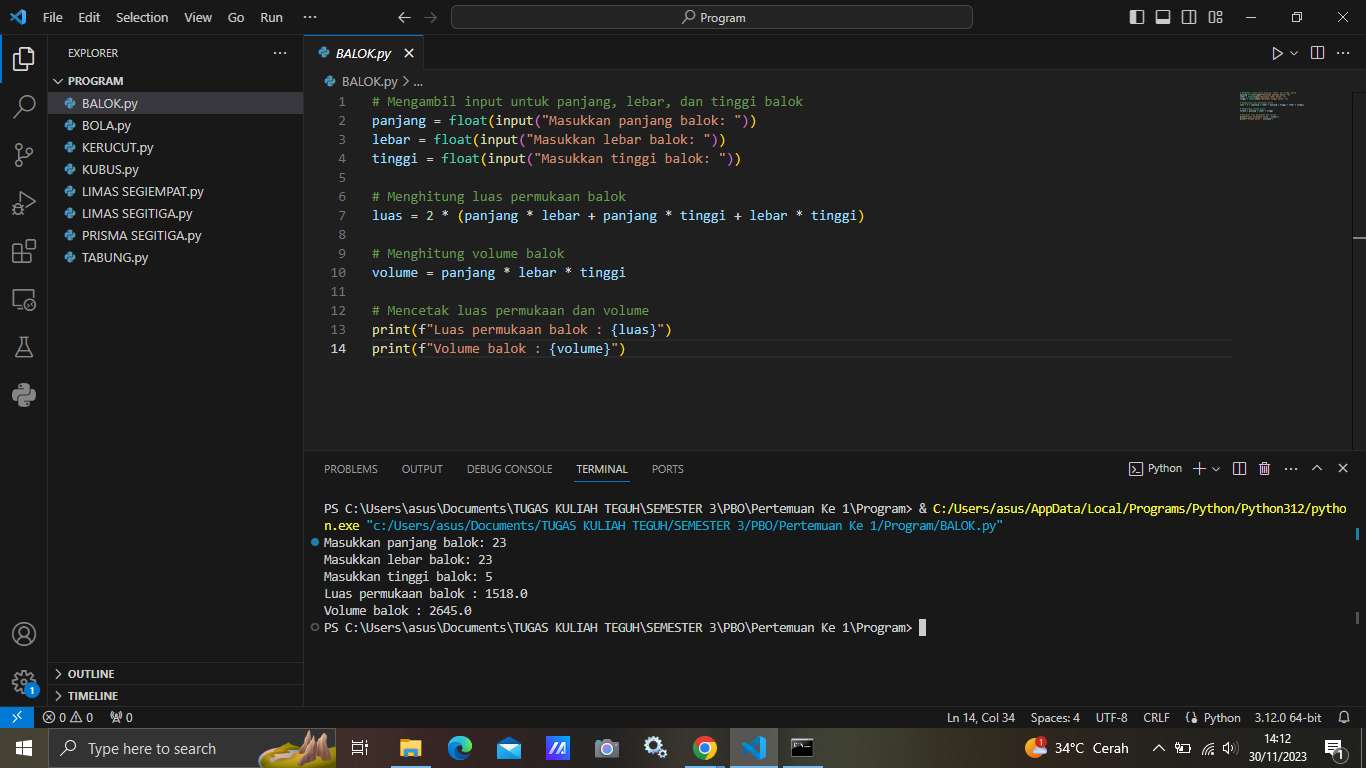 File Edit Selection View Go Run ···
Program
EXPLORER ···
PROGRAM
BALOK.py
BOLA.py
KERUCUT.py
KUBUS.py
LIMAS SEGIEMPAT.py
LIMAS SEGITIGA.py
PRISMA SEGITIGA.py
TABUNG.py
OUTLINE
TIMELINE
BALOK.py
BALOK.py > ...
1 # Mengambil input untuk panjang, lebar, dan tinggi balok
2 panjang = float(input("Masukkan panjang balok: "))
3 lebar = float(input("Masukkan lebar balok: "))
4 tinggi = float(input("Masukkan tinggi balok: "))
5
6 # Menghitung luas permukaan balok
7 luas = 2 * (panjang * lebar + panjang * tinggi + lebar * tinggi)
8
9 # Menghitung volume balok
10 volume = panjang * lebar * tinggi
11
12 # Mencetak luas permukaan dan volume
13 print(f"Luas permukaan balok : {luas}")
14 print(f"Volume balok : {volume}")
PROBLEMS OUTPUT DEBUG CONSOLE TERMINAL PORTS
Python
PS C:\Users\asus\Documents\TUGAS KULIAH TEGUH\SEMESTER 3\PBO\Pertemuan Ke 1\Program> & C:/Users/asus/AppData/Local/Programs/Python/Python312/pytho
n.exe "c:/Users/asus/Documents/TUGAS KULIAH TEGUH/SEMESTER 3/PBO/Pertemuan Ke 1/Program/BALOK.py"
Masukkan panjang balok: 23
Masukkan lebar balok: 23
Masukkan tinggi balok: 5
Luas permukaan balok : 1518.0
Volume balok : 2645.0
PS C:\Users\asus\Documents\TUGAS KULIAH TEGUH\SEMESTER 3\PBO\Pertemuan Ke 1\Program>
1
0 0 0
Ln 14, Col 34 Spaces: 4 UTF-8 CRLF Python 3.12.0 64-bit
Type here to search
1
34°C Cerah
14:12
30/11/2023
1